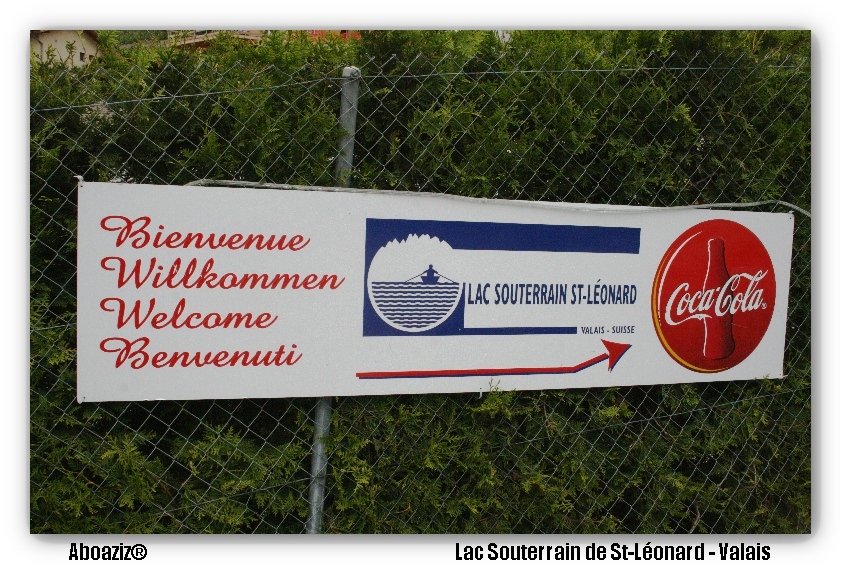 Bienvenue
Willkommen
Welcome
Benvenuti
LAC SOUTERRAIN ST-LÉONARD
VALAIS - SUISSE
Coca-Cola®
Aboaziz®
Lac Souterrain de St-Léonard - Valais